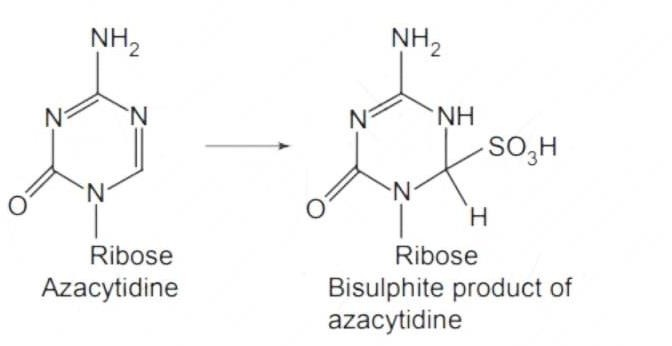 NH₂
N
N
O
N
Ribose
Azacytidine
NH₂
N
NH
SO₃H
O
N
H
Ribose
Bisulphite product of
azacytidine